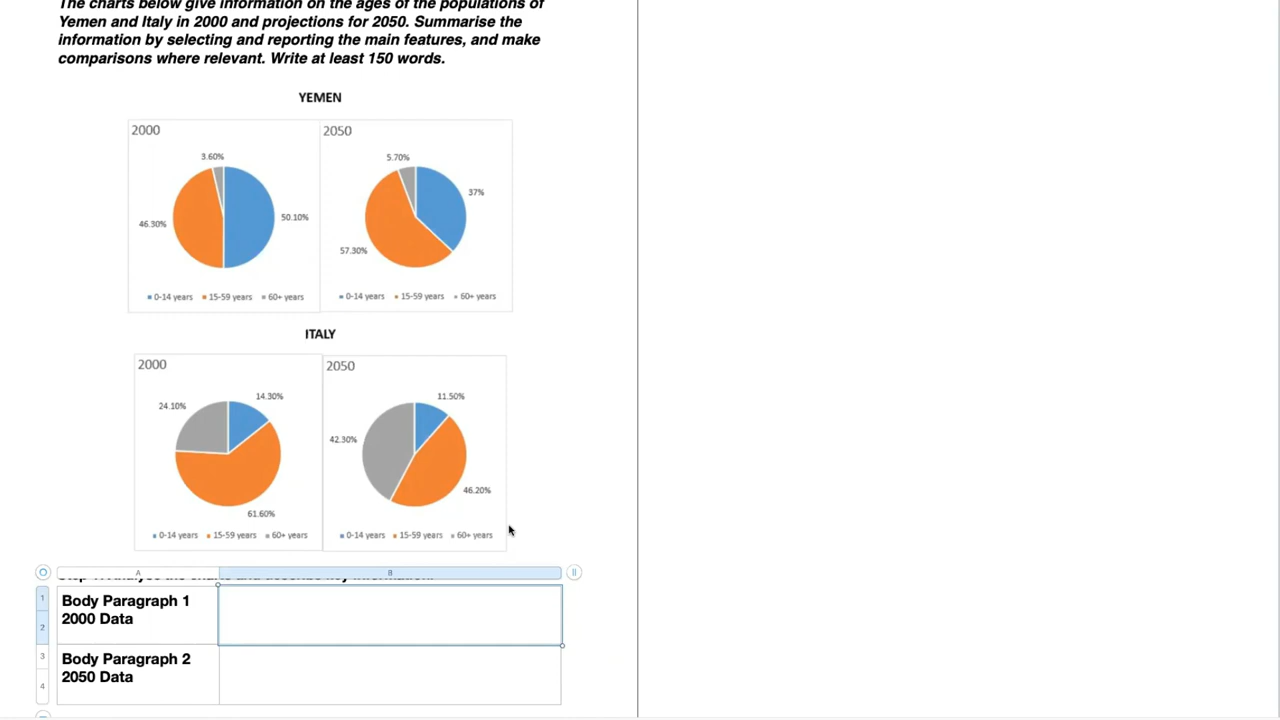 The charts below give information on the ages of the populations of
Yemen and Italy in 2000 and projections for 2050. Summarise the
information by selecting and reporting the main features, and make
comparisons where relevant. Write at least 150 words.
YEMEN
2000
3.60%
46.30%
50.10%
0-14 years 15-59 years 60+ years
2050
5.70%
37%
57.30%
0-14 years 15-59 years 60+ years
ITALY
2000
14.30%
24.10%
61.60%
0-14 years 15-59 years 60+ years
2050
11.50%
42.30%
46.20%
0-14 years 15-59 years 60+ years
A B
1
2
3
4
Body Paragraph 1
2000 Data
Body Paragraph 2
2050 Data